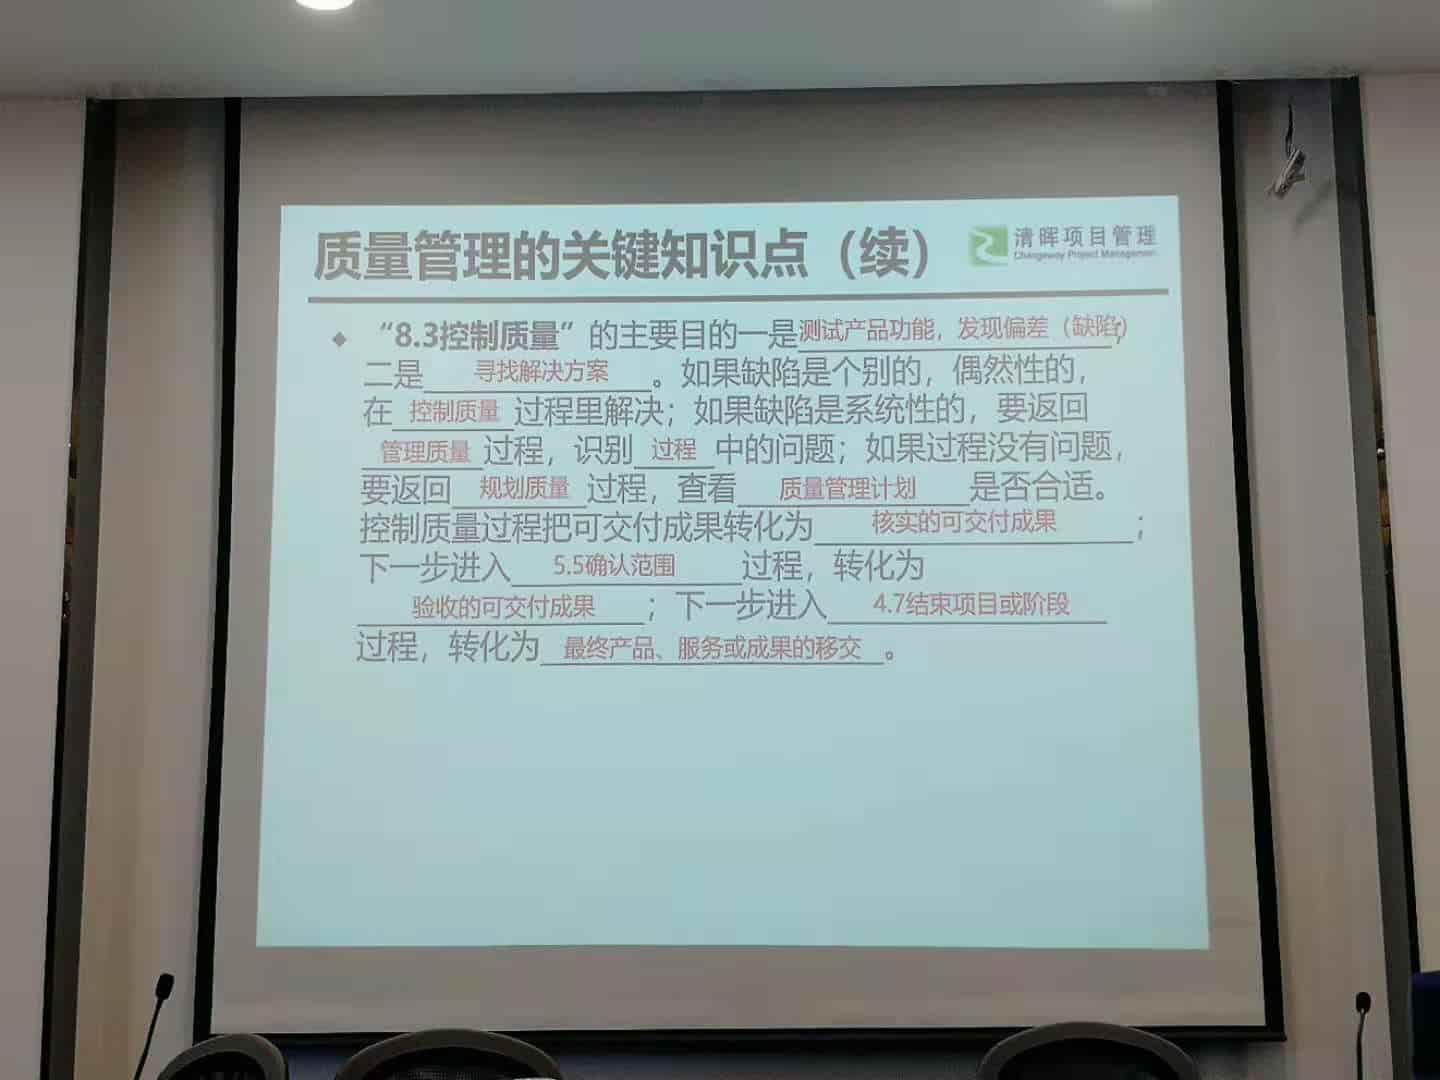 质量管理的关键知识点（续）
清晖项目管理
Changeway Project Management
◆ “8.3控制质量”的主要目的一是测试产品功能，发现偏差（缺陷），
二是寻找解决方案。如果缺陷是个别的，偶然性的，
在控制质量过程里解决；如果缺陷是系统性的，要返回
管理质量过程，识别过程中的问题；如果过程没有问题，
要返回规划质量过程，查看质量管理计划是否合适。
控制质量过程把可交付成果转化为核实的可交付成果；
下一步进入5.5确认范围过程，转化为
验收的可交付成果；下一步进入4.7结束项目或阶段
过程，转化为最终产品、服务或成果的移交。